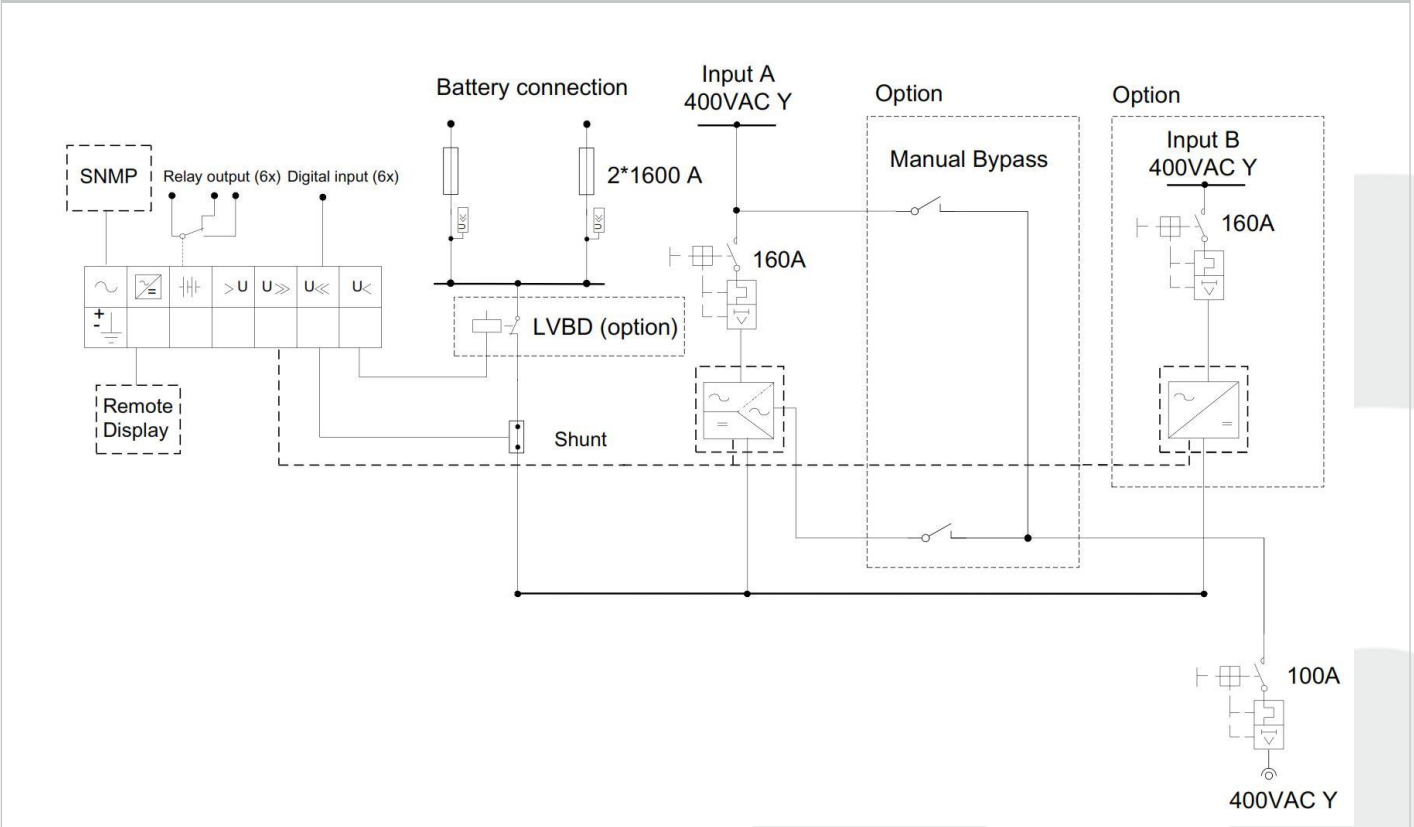 Battery connection
Input A
400VAC Y
Option
Option
Manual Bypass
Input B
400VAC Y
SNMP
Relay output (6x)
Digital input (6x)
2*1600 A
U<<
U<<
160A
160A
>U
U>>
U<<
U<
+
-
LVBD (option)
Remote
Display
Shunt
100A
400VAC Y